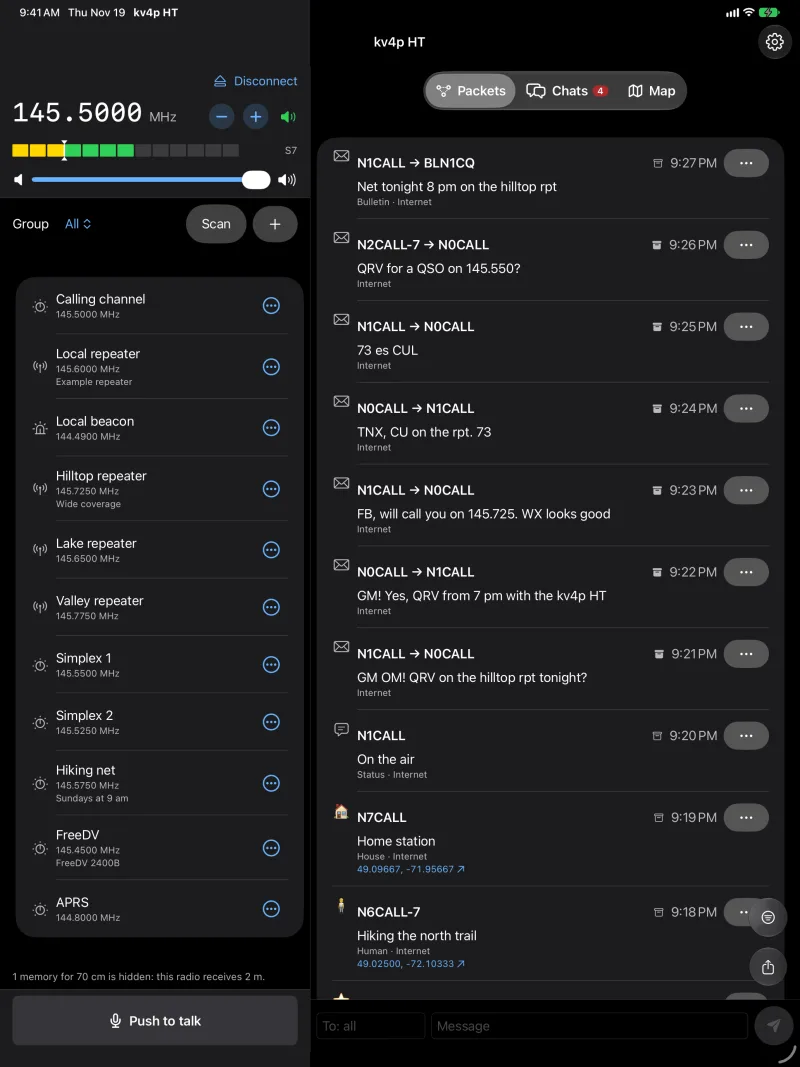 9:41 AM Thu Nov 19 kv4p HT
Disconnect
145.5000 MHz
S7
Group All
Scan
Calling channel
145.5000 MHz
Local repeater
145.6000 MHz
Example repeater
Local beacon
144.4900 MHz
Hilltop repeater
145.7250 MHz
Wide coverage
Lake repeater
145.6500 MHz
Valley repeater
145.7750 MHz
Simplex 1
145.5500 MHz
Simplex 2
145.5250 MHz
Hiking net
145.5750 MHz
Sundays at 9 am
FreeDV
145.4500 MHz
FreeDV 2400B
APRS
144.8000 MHz
1 memory for 70 cm is hidden: this radio receives 2 m.
Push to talk
kv4p HT
Packets Chats 4 Map
N1CALL → BLN1CQ 9:27 PM
Net tonight 8 pm on the hilltop rpt
Bulletin · Internet
N2CALL-7 → N0CALL 9:26 PM
QRV for a QSO on 145.550?
Internet
N1CALL → N0CALL 9:25 PM
73 es CUL
Internet
N0CALL → N1CALL 9:24 PM
TNX, CU on the rpt. 73
Internet
N1CALL → N0CALL 9:23 PM
FB, will call you on 145.725. WX looks good
Internet
N0CALL → N1CALL 9:22 PM
GM! Yes, QRV from 7 pm with the kv4p HT
Internet
N1CALL → N0CALL 9:21 PM
GM OM! QRV on the hilltop rpt tonight?
Internet
N1CALL 9:20 PM
On the air
Status · Internet
N7CALL 9:19 PM
Home station
House · Internet
49.09667, -71.95667 ↗
N6CALL-7 9:18 PM
Hiking the north trail
Human · Internet
49.02500, -72.10333 ↗
To: all Message